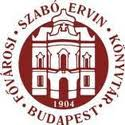 FŐVÁROSI · SZABÓ ERVIN · KÖNYVTÁR · BUDAPEST ·
1904